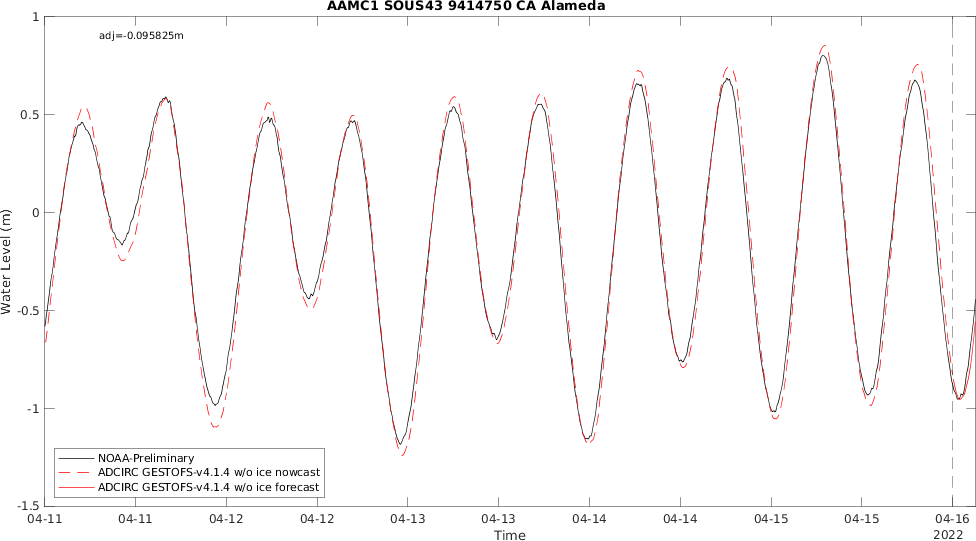 AAMC1 SOUS43 9414750 CA Alameda
adj=-0.095825m
1
0.5
0
-0.5
-1
-1.5
Water Level (m)
NOAA-Preliminary
ADCIRC GESTOFS-v4.1.4 w/o ice nowcast
ADCIRC GESTOFS-v4.1.4 w/o ice forecast
04-11 04-11 04-12 04-12 04-13 04-13 04-14 04-14 04-15 04-15 04-16
2022
Time